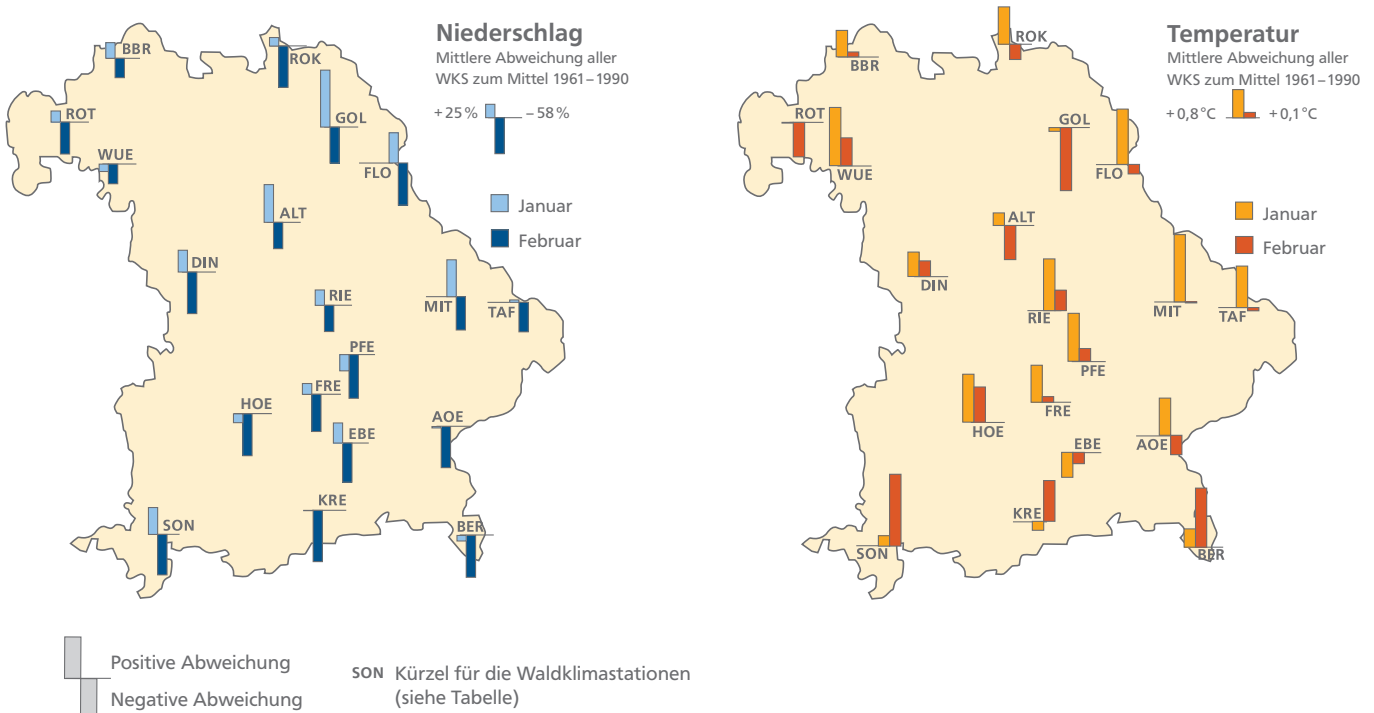 Niederschlag
Mittlere Abweichung aller
WKS zum Mittel 1961–1990
+25 % –58 %
Januar
Februar
BBR
ROK
ROT
GOL
WUE
FLO
ALT
DIN
RIE
MIT
TAF
PFE
FRE
HOE
AOE
EBE
KRE
SON
BER
Temperatur
Mittlere Abweichung aller
WKS zum Mittel 1961–1990
+0,8 °C +0,1 °C
Januar
Februar
ROK
BBR
ROT
GOL
WUE
FLO
ALT
DIN
RIE
MIT
TAF
PFE
FRE
HOE
EBE
AOE
KRE
SON
BER
Positive Abweichung
Negative Abweichung
SON Kürzel für die Waldklimastationen
(siehe Tabelle)